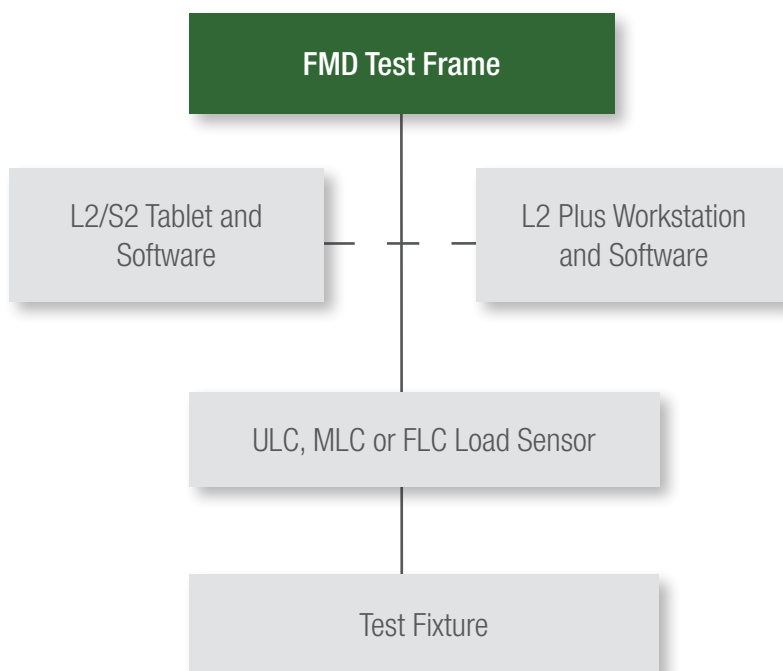 FMD Test Frame
L2/S2 Tablet and
Software
L2 Plus Workstation
and Software
ULC, MLC or FLC Load Sensor
Test Fixture